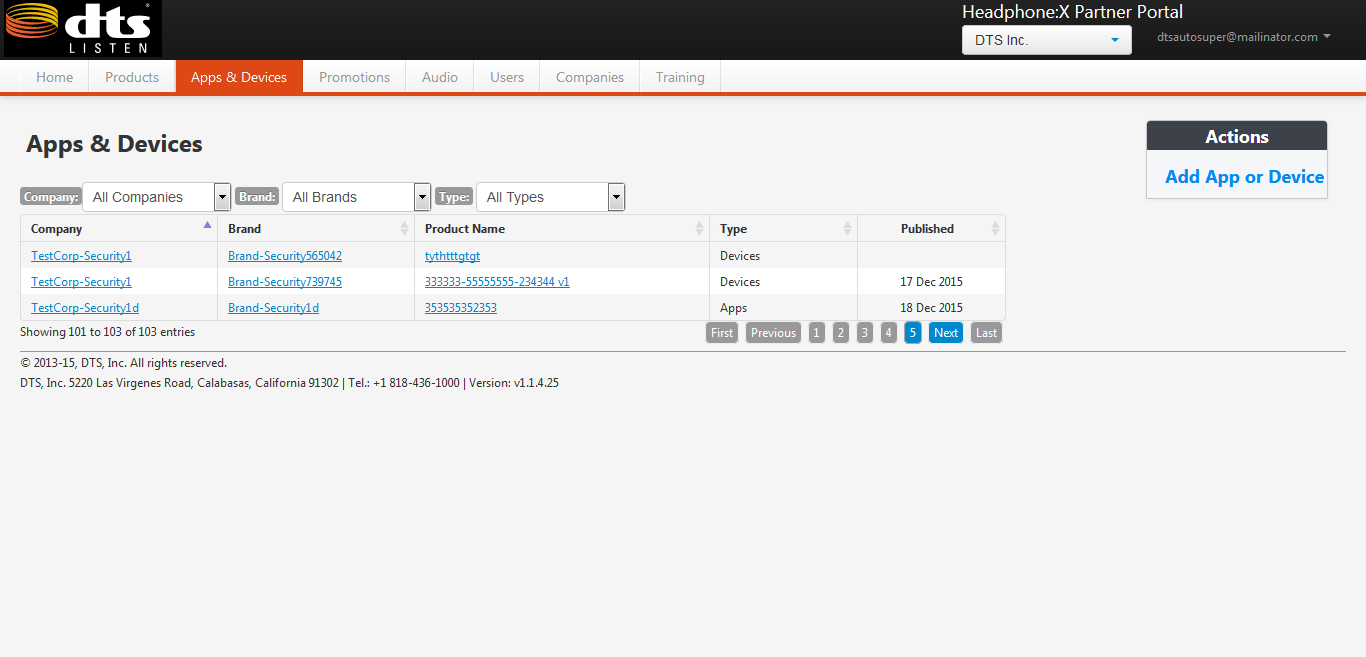 dts
LISTEN
Headphone:X Partner Portal
DTS Inc.
dtsautosuper@mailinator.com
Home Products Apps & Devices Promotions Audio Users Companies Training
Apps & Devices
Actions
Add App or Device
Company: All Companies Brand: All Brands Type: All Types
Company Brand Product Name Type Published
TestCorp-Security1 Brand-Security565042 tythtttgtgt Devices
TestCorp-Security1 Brand-Security739745 333333-55555555-234344 v1 Devices 17 Dec 2015
TestCorp-Security1d Brand-Security1d 353535352353 Apps 18 Dec 2015
Showing 101 to 103 of 103 entries First Previous 1 2 3 4 5 Next Last
© 2013-15, DTS, Inc. All rights reserved.
DTS, Inc. 5220 Las Virgenes Road, Calabasas, California 91302 | Tel.: +1 818-436-1000 | Version: v1.1.4.25